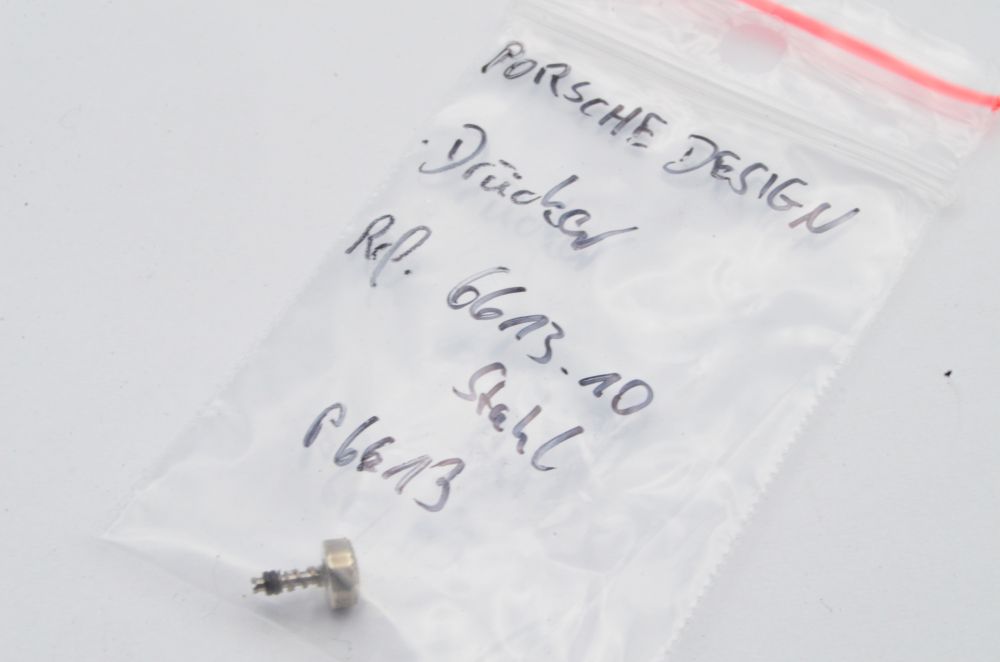 PORSCHE DESIGN
Drücker
Ref. 6613.10
Stahl
P6613